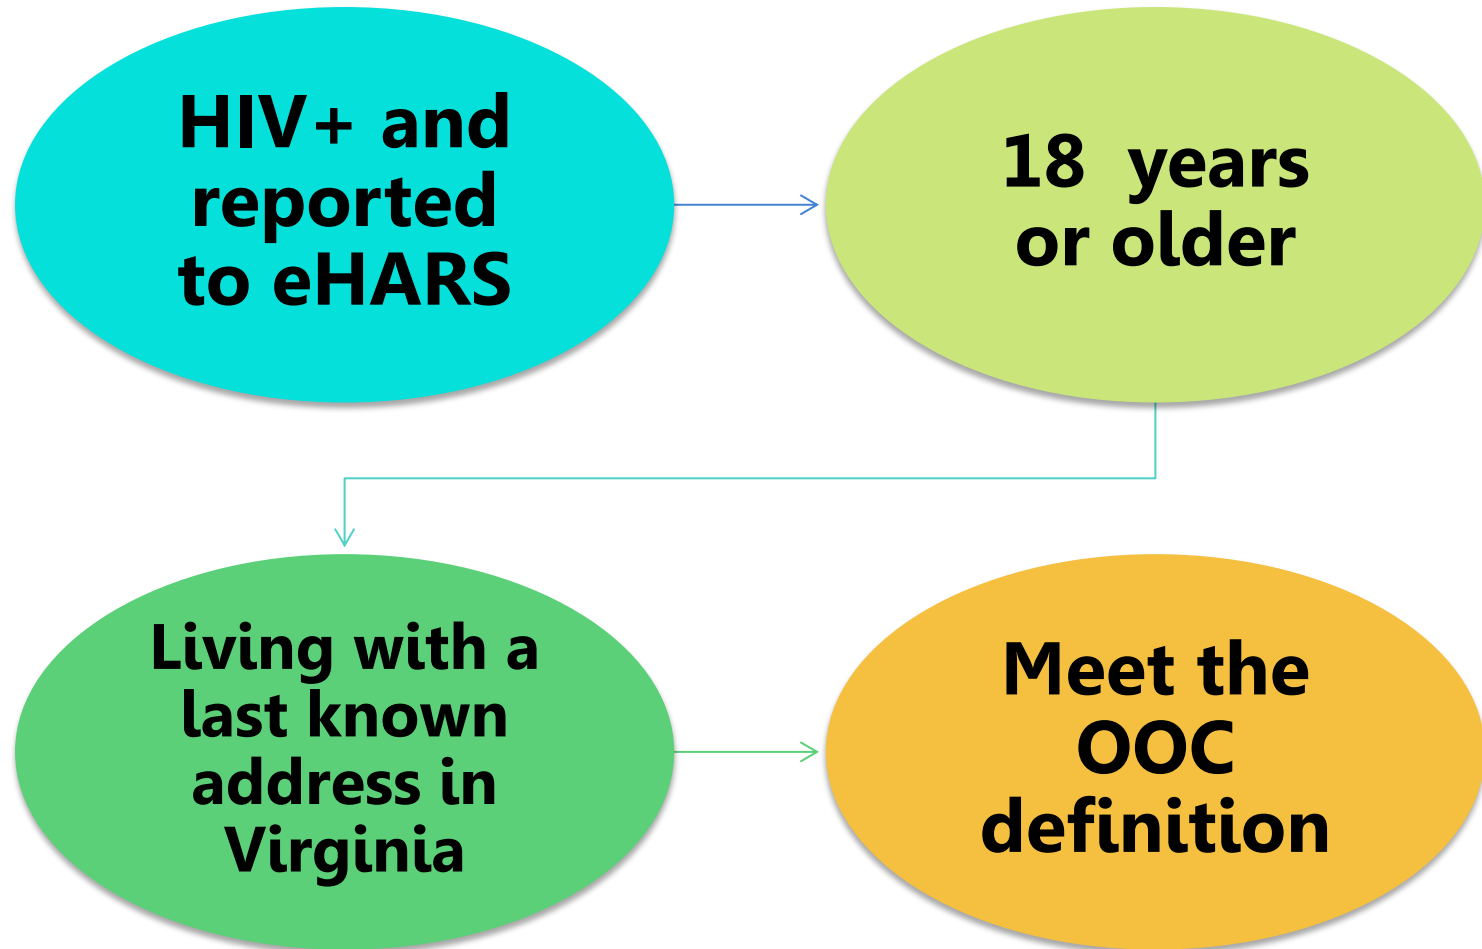 HIV+ and
reported
to eHARS
18  years
or older
Living with a
last known
address in
Virginia
Meet the
OOC
definition